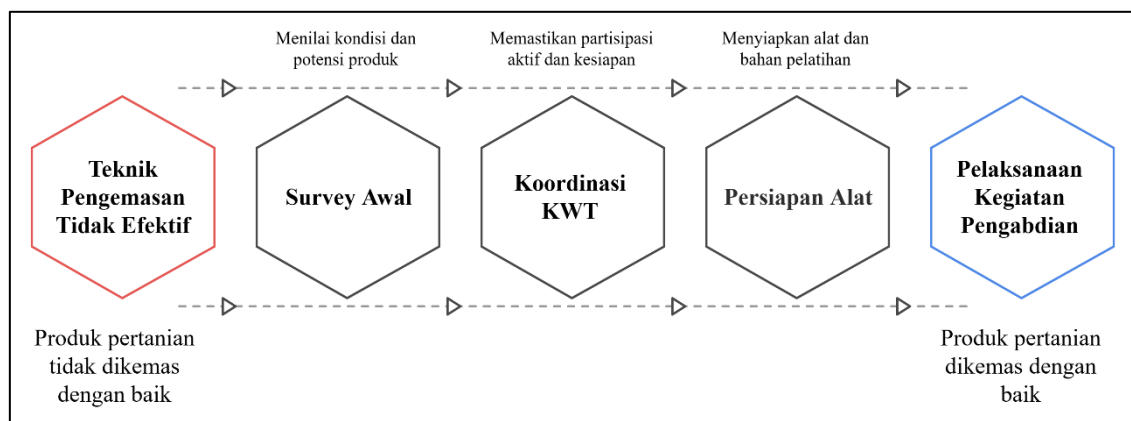 Menilai kondisi dan
potensi produk
Memastikan partisipasi
aktif dan kesiapan
Menyiapkan alat dan
bahan pelatihan
Teknik
Pengemasan
Tidak Efektif
Survey Awal
Koordinasi
KWT
Persiapan Alat
Pelaksanaan
Kegiatan
Pengabdian
Produk pertanian
tidak dikemas
dengan baik
Produk pertanian
dikemas dengan
baik